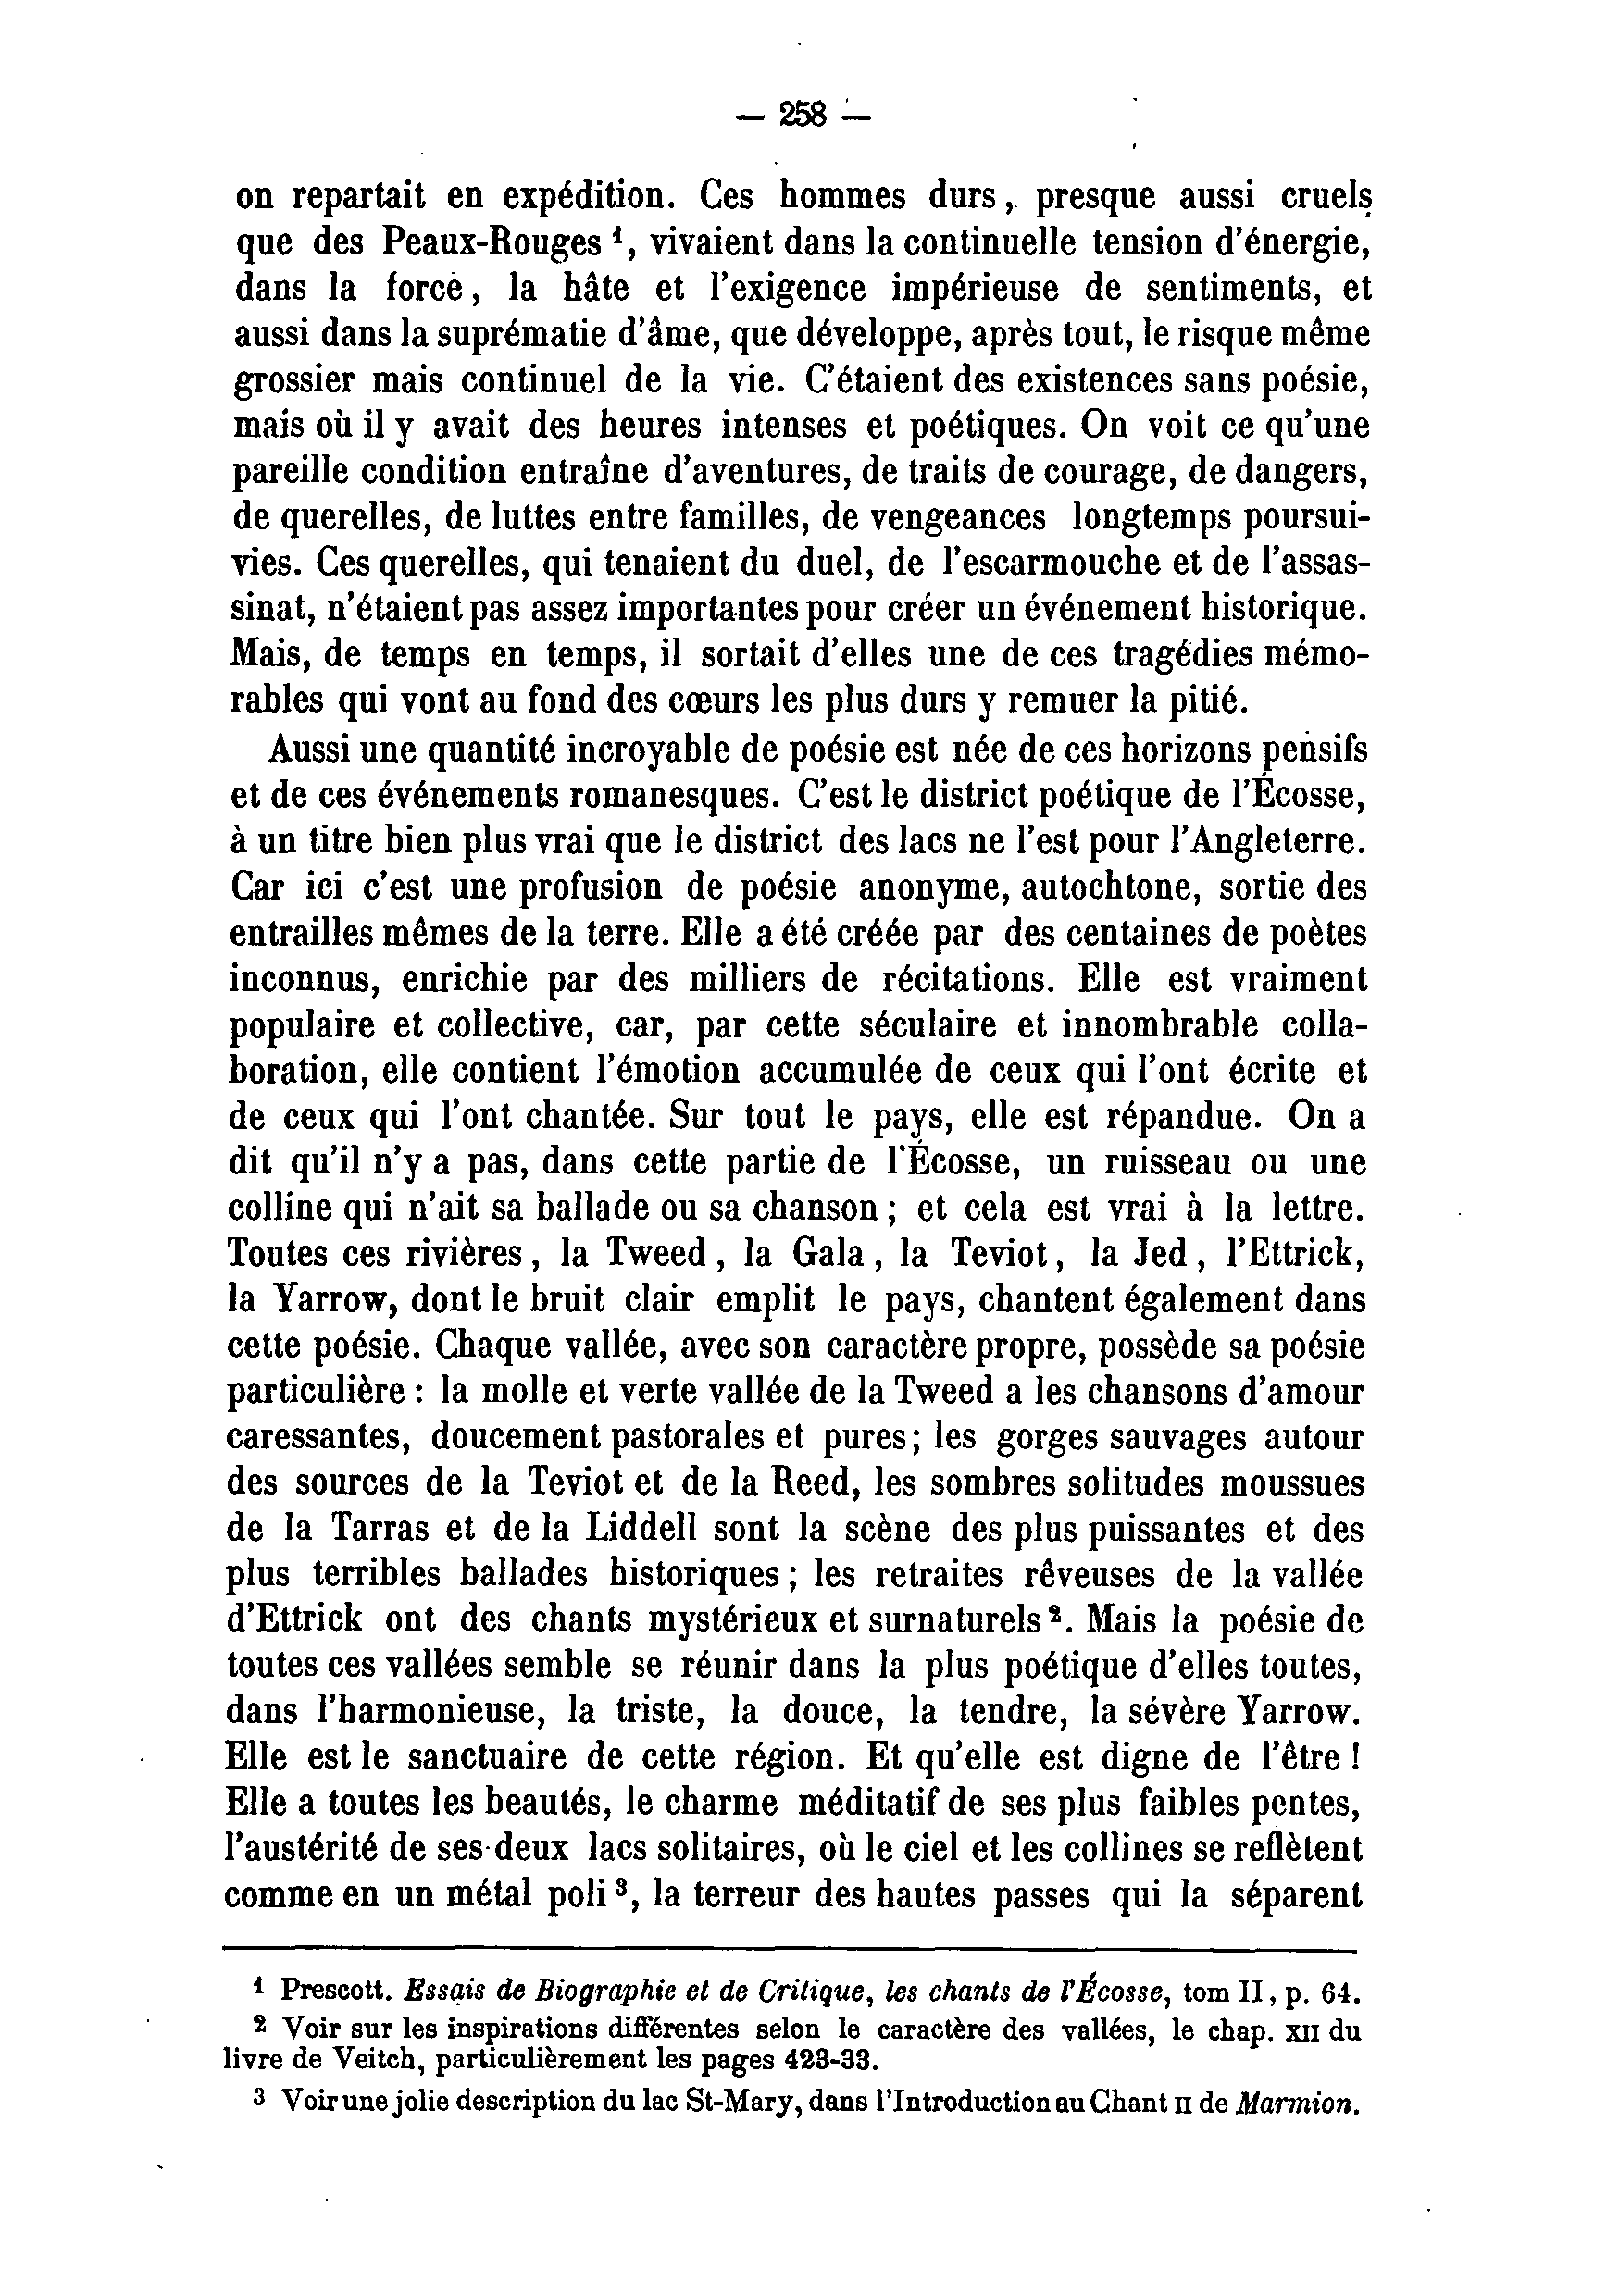 — 258 —
on repartait en expédition. Ces hommes durs, presque aussi cruels
que des Peaux-Rouges ¹, vivaient dans la continuelle tension d'énergie,
dans la force, la hâte et l'exigence impérieuse de sentiments, et
aussi dans la suprématie d'âme, que développe, après tout, le risque même
grossier mais continuel de la vie. C'étaient des existences sans poésie,
mais où il y avait des heures intenses et poétiques. On voit ce qu'une
pareille condition entraîne d'aventures, de traits de courage, de dangers,
de querelles, de luttes entre familles, de vengeances longtemps poursui-
vies. Ces querelles, qui tenaient du duel, de l'escarmouche et de l'assas-
sinat, n'étaient pas assez importantes pour créer un événement historique.
Mais, de temps en temps, il sortait d'elles une de ces tragédies mémo-
rables qui vont au fond des cœurs les plus durs y remuer la pitié.
Aussi une quantité incroyable de poésie est née de ces horizons pensifs
et de ces événements romanesques. C'est le district poétique de l'Écosse,
à un titre bien plus vrai que le district des lacs ne l'est pour l'Angleterre.
Car ici c'est une profusion de poésie anonyme, autochtone, sortie des
entrailles mêmes de la terre. Elle a été créée par des centaines de poètes
inconnus, enrichie par des milliers de récitations. Elle est vraiment
populaire et collective, car, par cette séculaire et innombrable colla-
boration, elle contient l'émotion accumulée de ceux qui l'ont écrite et
de ceux qui l'ont chantée. Sur tout le pays, elle est répandue. On a
dit qu'il n'y a pas, dans cette partie de l'Écosse, un ruisseau ou une
colline qui n'ait sa ballade ou sa chanson ; et cela est vrai à la lettre.
Toutes ces rivières, la Tweed, la Gala, la Teviot, la Jed, l'Ettrick,
la Yarrow, dont le bruit clair emplit le pays, chantent également dans
cette poésie. Chaque vallée, avec son caractère propre, possède sa poésie
particulière : la molle et verte vallée de la Tweed a les chansons d'amour
caressantes, doucement pastorales et pures; les gorges sauvages autour
des sources de la Teviot et de la Reed, les sombres solitudes moussues
de la Tarras et de la Liddell sont la scène des plus puissantes et des
plus terribles ballades historiques ; les retraites rêveuses de la vallée
d'Ettrick ont des chants mystérieux et surnaturels ². Mais la poésie de
toutes ces vallées semble se réunir dans la plus poétique d'elles toutes,
dans l'harmonieuse, la triste, la douce, la tendre, la sévère Yarrow.
Elle est le sanctuaire de cette région. Et qu'elle est digne de l'être !
Elle a toutes les beautés, le charme méditatif de ses plus faibles pentes,
l'austérité de ses deux lacs solitaires, où le ciel et les collines se reflètent
comme en un métal poli ³, la terreur des hautes passes qui la séparent
¹ Prescott. Essais de Biographie et de Critique, les chants de l'Écosse, tom II, p. 64.
² Voir sur les inspirations différentes selon le caractère des vallées, le chap. XII du
livre de Veitch, particulièrement les pages 423-33.
3 Voir une jolie description du lac St-Mary, dans l'Introduction au Chant II de Marmion.